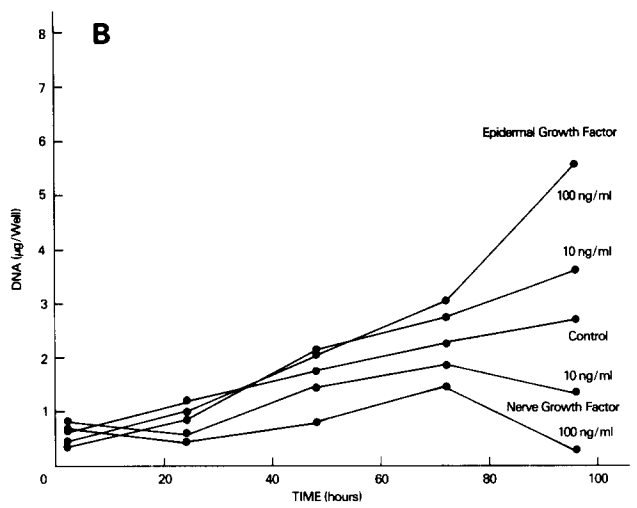 B
8
7
6
5
4
3
2
1
0
20
40
60
80
100
DNA (µg/Well)
TIME (hours)
Epidermal Growth Factor
100 ng/ml
10 ng/ml
Control
10 ng/ml
Nerve Growth Factor
100 ng/ml